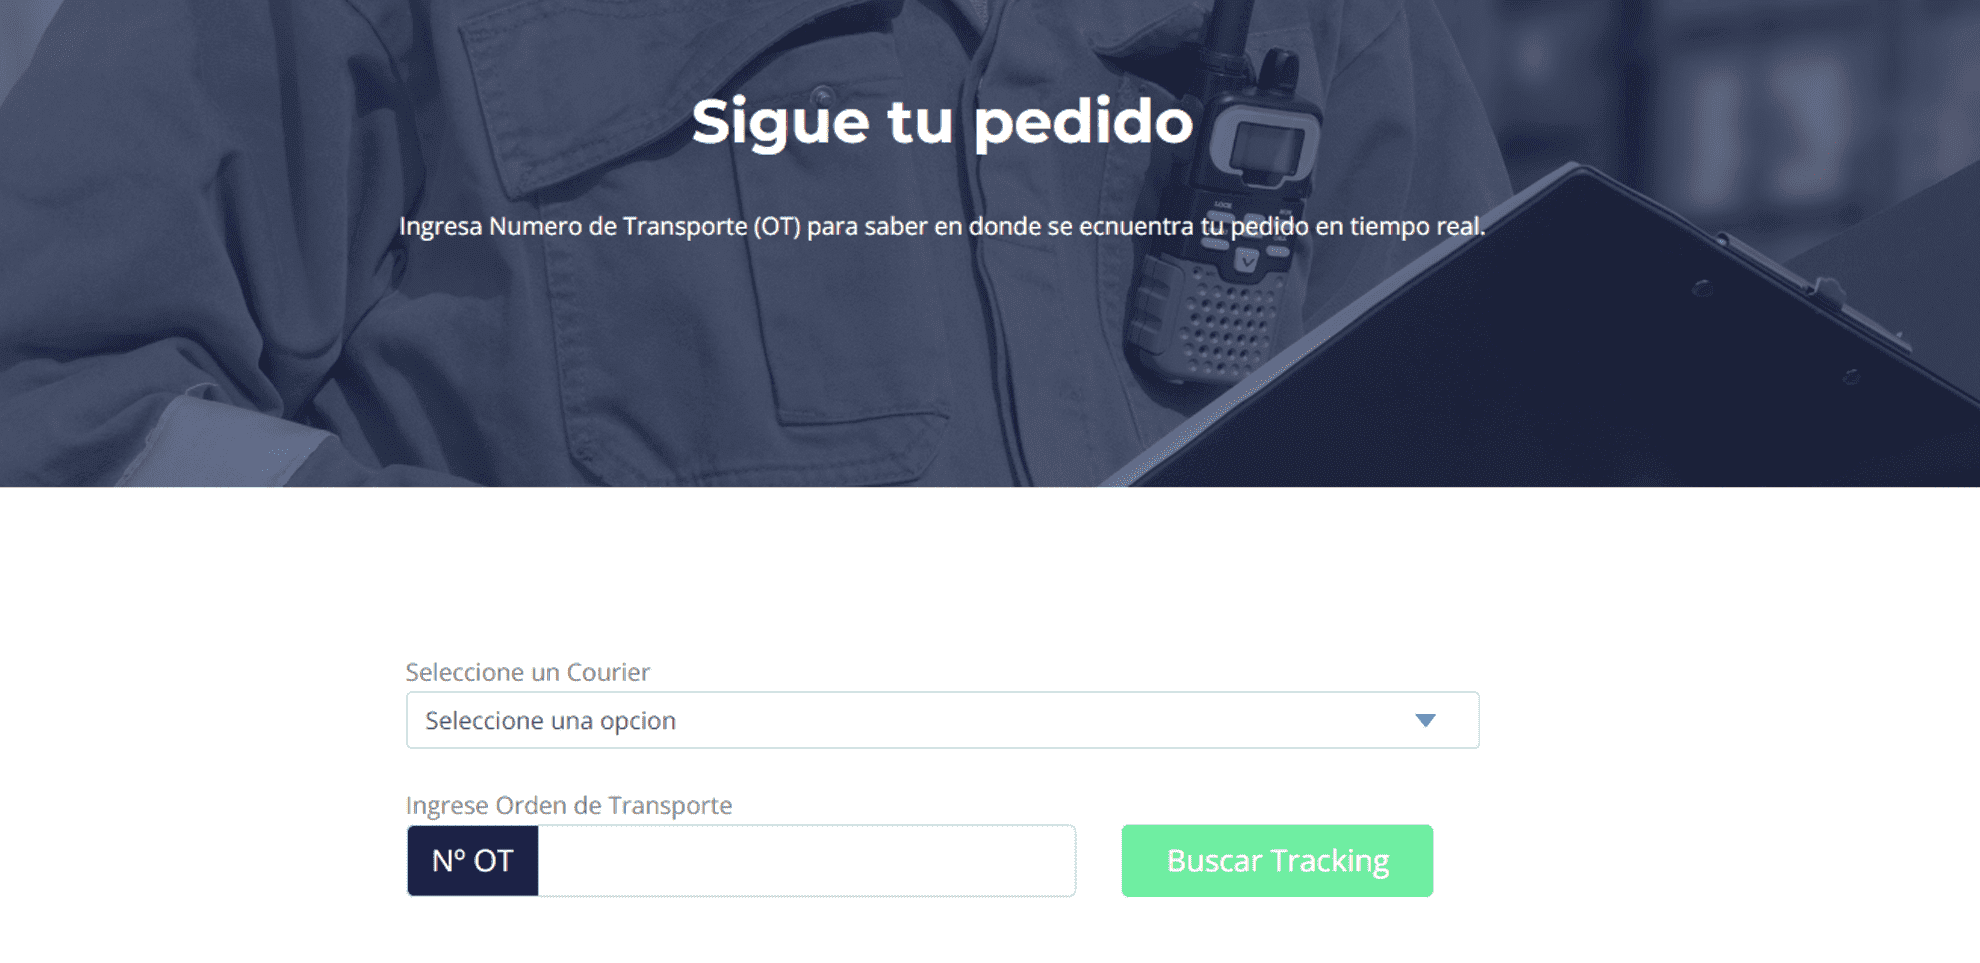 Sigue tu pedido
Ingresa Numero de Transporte (OT) para saber en donde se ecnuentra tu pedido en tiempo real.
Seleccione un Courier
Seleccione una opcion
Ingrese Orden de Transporte
Nº OT
Buscar Tracking